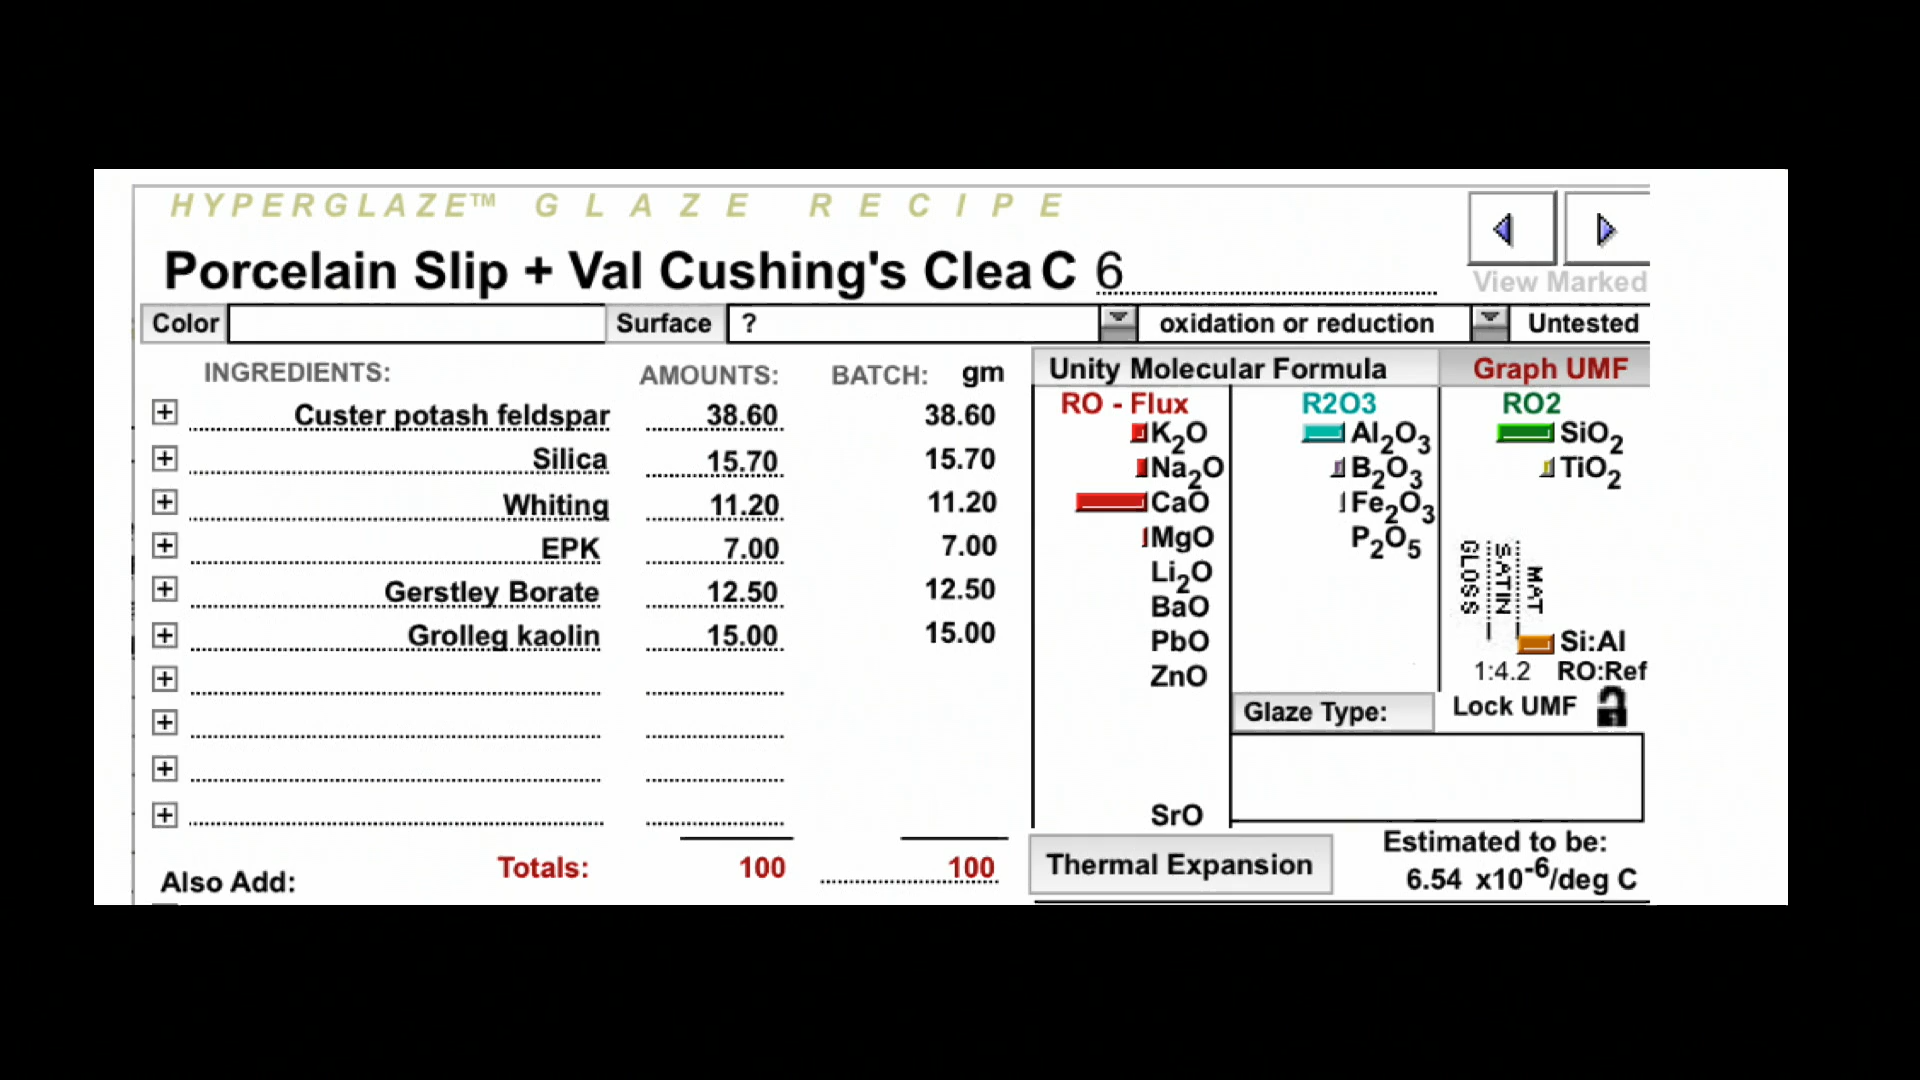 HYPERGLAZE™ GLAZE RECIPE
Porcelain Slip + Val Cushing's Clea C 6
View Marked
Color Surface ? oxidation or reduction Untested
INGREDIENTS: AMOUNTS: BATCH: gm
Custer potash feldspar 38.60 38.60
Silica 15.70 15.70
Whiting 11.20 11.20
EPK 7.00 7.00
Gerstley Borate 12.50 12.50
Grolleg kaolin 15.00 15.00
Totals: 100 100
Also Add:
Unity Molecular Formula Graph UMF
RO - Flux R2O3 RO2
K2O Al2O3 SiO2
Na2O B2O3 TiO2
CaO Fe2O3
MgO P2O5
Li2O
BaO
PbO
ZnO
SrO
GLOSS
SATIN
MAT
Si:Al
1:4.2 RO:Ref
Lock UMF
Glaze Type:
Thermal Expansion
Estimated to be:
6.54 x10-6/deg C